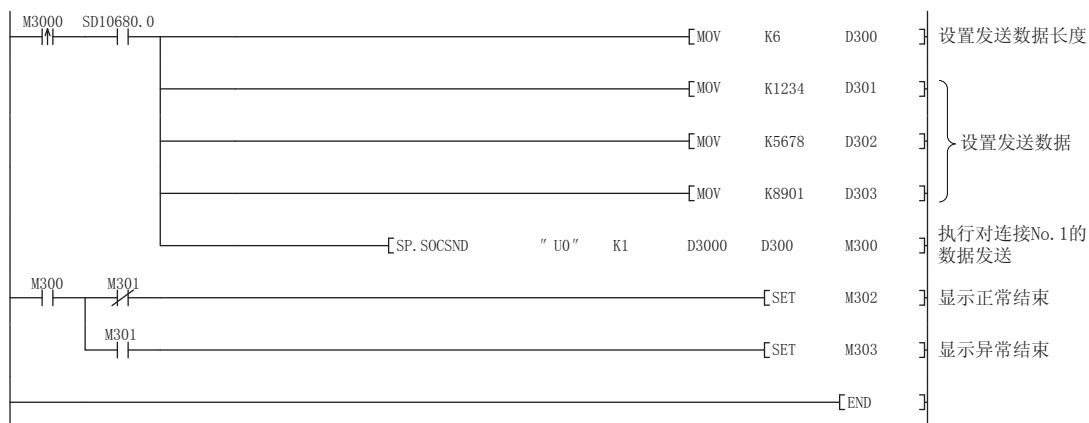 M3000 SD10680.0
MOV K6 D300 设置发送数据长度
MOV K1234 D301
MOV K5678 D302 设置发送数据
MOV K8901 D303
SP.SOCSND "U0" K1 D3000 D300 M300 执行对连接No.1的
数据发送
M300 M301
SET M302 显示正常结束
M301
SET M303 显示异常结束
END